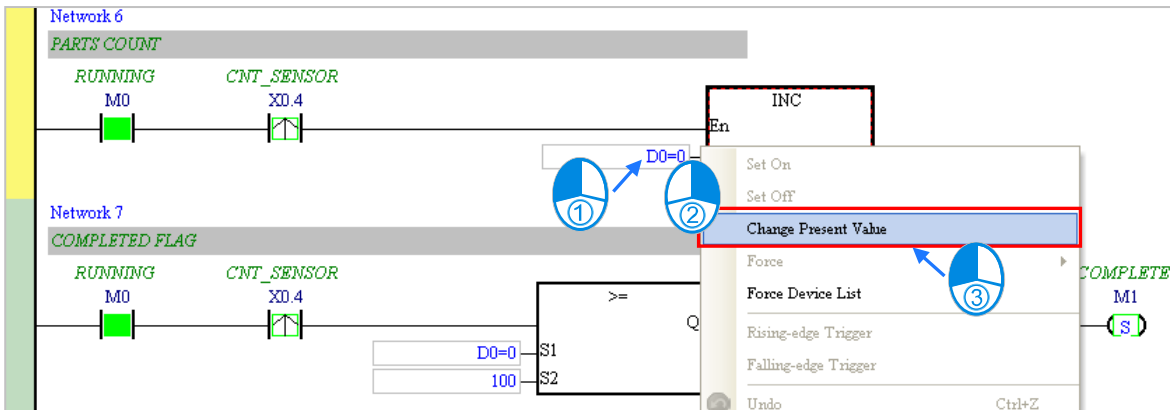 Network 6
PARTS COUNT
RUNNING CNT_SENSOR
M0 X0.4
INC
En
D0=0
① ②
Set On
Set Off
Change Present Value
Force
③
Force Device List
Rising-edge Trigger
Falling-edge Trigger
Undo Ctrl+Z
Network 7
COMPLETED FLAG
RUNNING CNT_SENSOR
M0 X0.4
>=
Q
D0=0 S1
100 S2
COMPLETE
M1
S